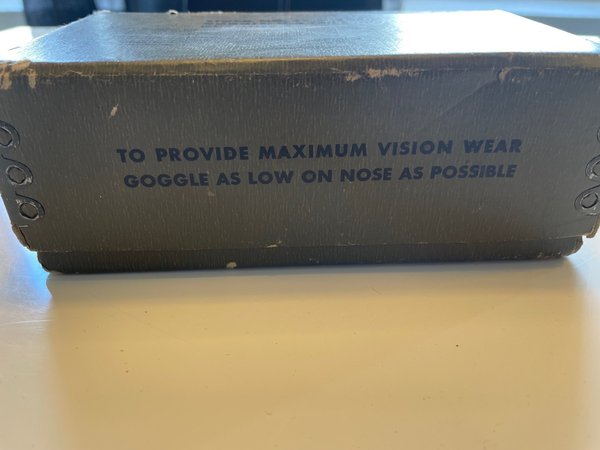 TO PROVIDE MAXIMUM VISION WEAR
GOGGLE AS LOW ON NOSE AS POSSIBLE